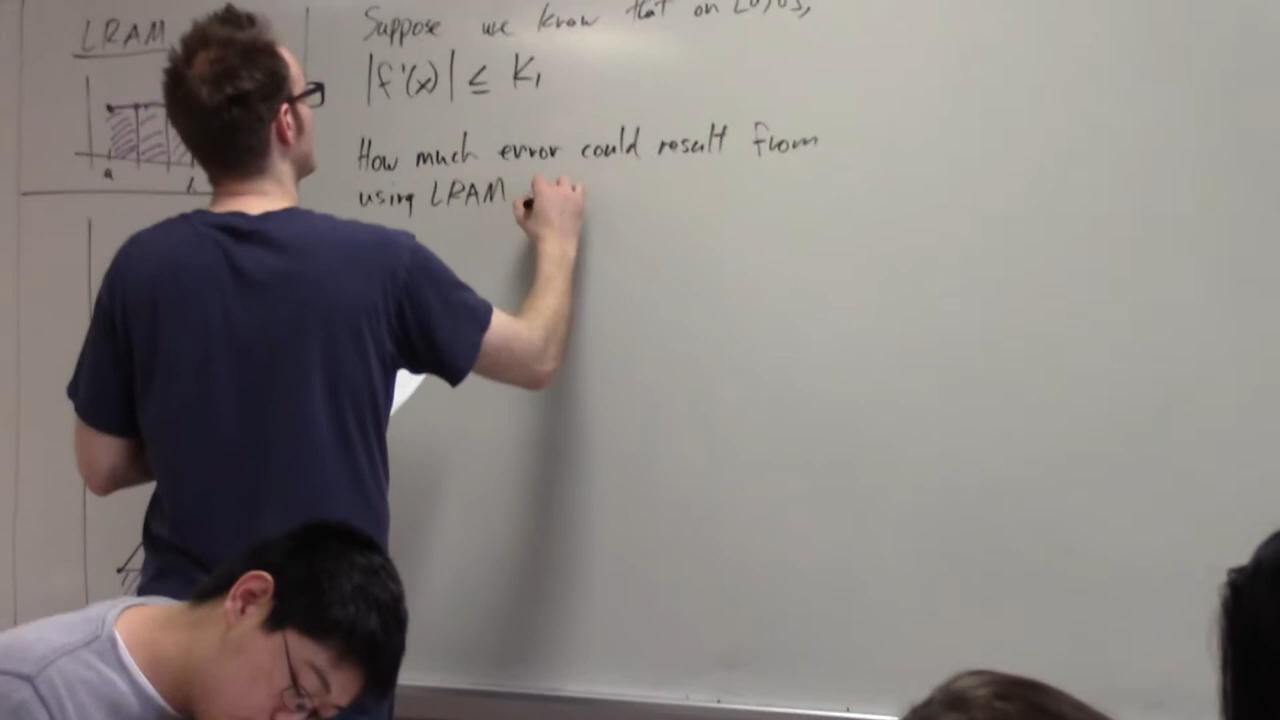 LRAM
a
Suppose we know that on [a,b],
|f'(x)| ≤ K₁
How much error could result from
using LRAM